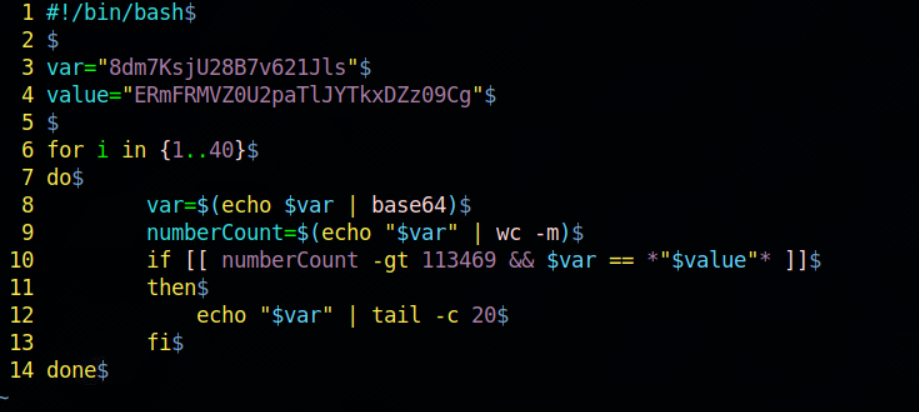 1 #!/bin/bash$
2 $
3 var="8dm7KsjU28B7v621Jls"$
4 value="ERmFRMVZ0U2paTlJYTkxDZz09Cg"$
5 $
6 for i in {1..40}$
7 do$
8 var=$(echo $var | base64)$
9 numberCount=$(echo "$var" | wc -m)$
10 if [[ numberCount -gt 113469 && $var == *"$value"* ]]$
11 then$
12 echo "$var" | tail -c 20$
13 fi$
14 done$
~